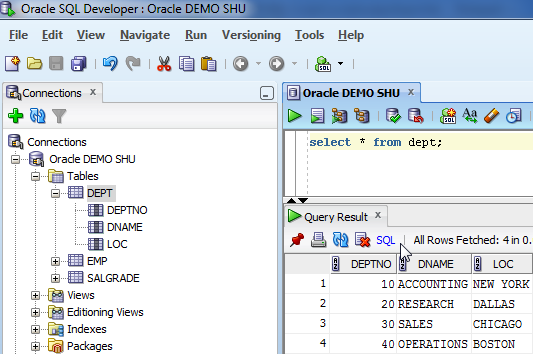 Oracle SQL Developer : Oracle DEMO SHU
File Edit View Navigate Run Versioning Tools Help
SQL
Connections x
Connections
Oracle DEMO SHU
Tables
DEPT
DEPTNO
DNAME
LOC
EMP
SALGRADE
Views
Editioning Views
Indexes
Packages
Oracle DEMO SHU x
Aa
select * from dept;
Query Result x
SQL | All Rows Fetched: 4 in 0.
DEPTNO DNAME LOC
1 10 ACCOUNTING NEW YORK
2 20 RESEARCH DALLAS
3 30 SALES CHICAGO
4 40 OPERATIONS BOSTON